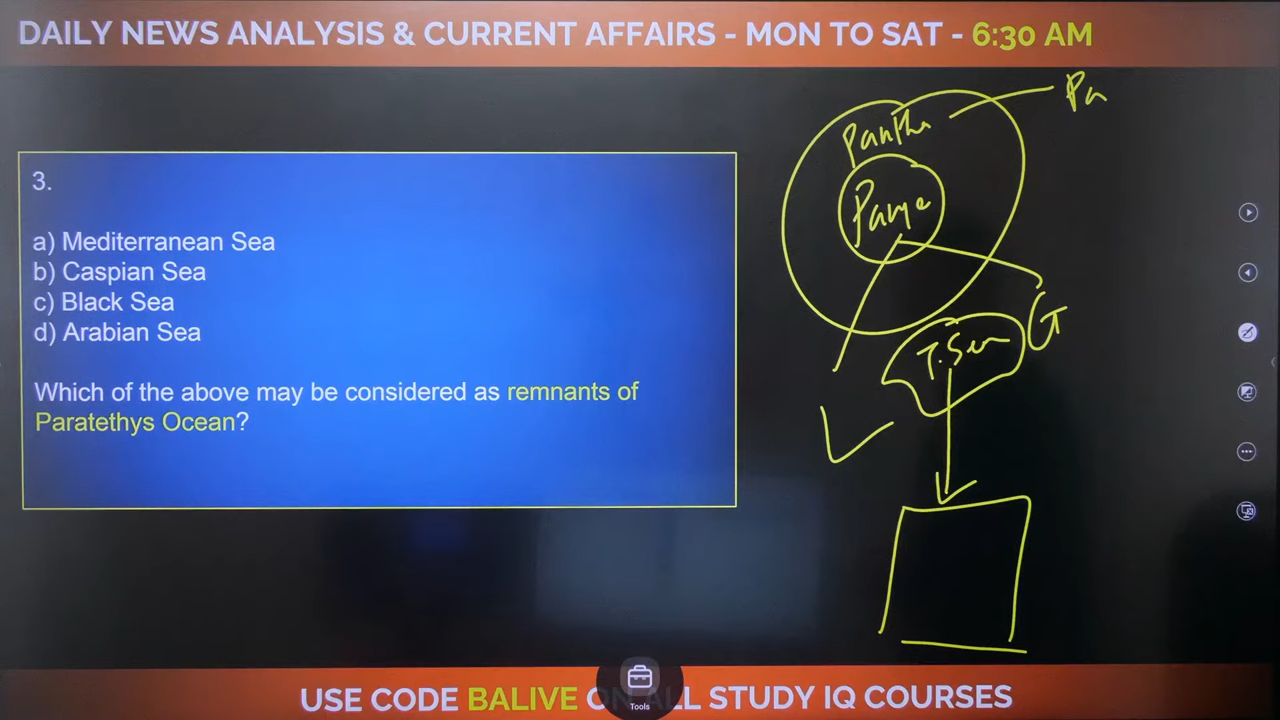 DAILY NEWS ANALYSIS & CURRENT AFFAIRS - MON TO SAT - 6:30 AM
3.
a) Mediterranean Sea
b) Caspian Sea
c) Black Sea
d) Arabian Sea
Which of the above may be considered as remnants of
Paratethys Ocean?
Pa
Pantha
T. Sea
G
L
Tools
USE CODE BALIVE ON ALL STUDY IQ COURSES